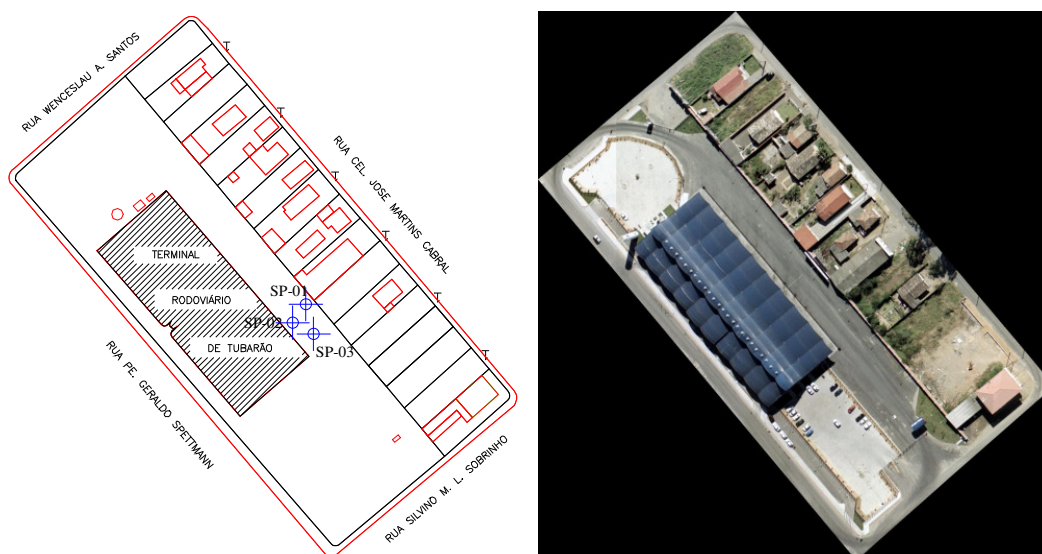 RUA WENCESLAU A. SANTOS
T
T
RUA CEL JOSE MARTINS CABRAL
T
T
T
T
TERMINAL
RODOVIÁRIO
DE TUBARÃO
SP-01
SP-02
SP-03
RUA PE. GERALDO SPETTMANN
RUA SILVINO M. L. SOBRINHO